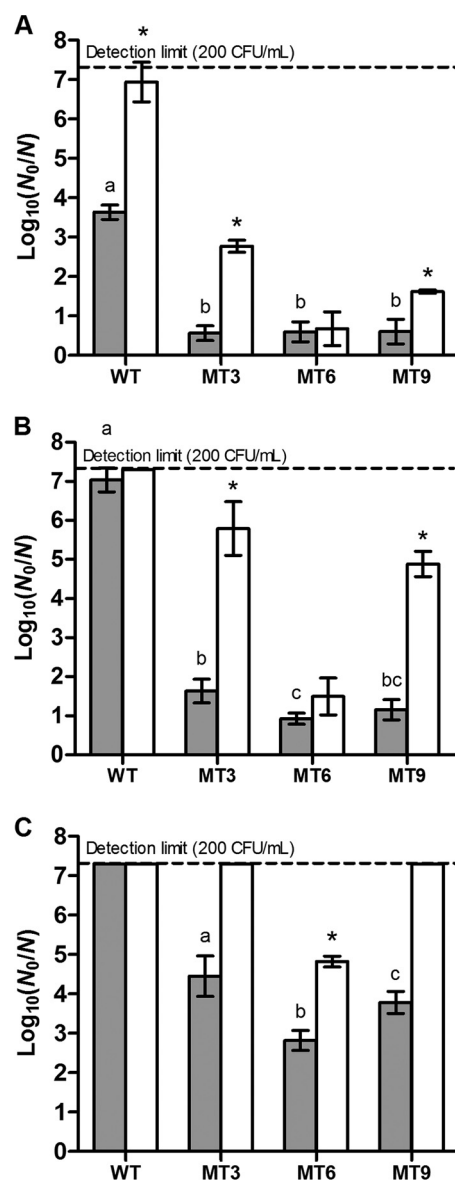 A
Detection limit (200 CFU/mL)
*
8
7
6
5
4
3
2
1
0
Log10(N0/N)
a
b
*
b
b
*
WT
MT3
MT6
MT9
B
a
Detection limit (200 CFU/mL)
8
7
6
5
4
3
2
1
0
Log10(N0/N)
b
*
c
bc
*
WT
MT3
MT6
MT9
C
Detection limit (200 CFU/mL)
8
7
6
5
4
3
2
1
0
Log10(N0/N)
a
b
*
c
WT
MT3
MT6
MT9